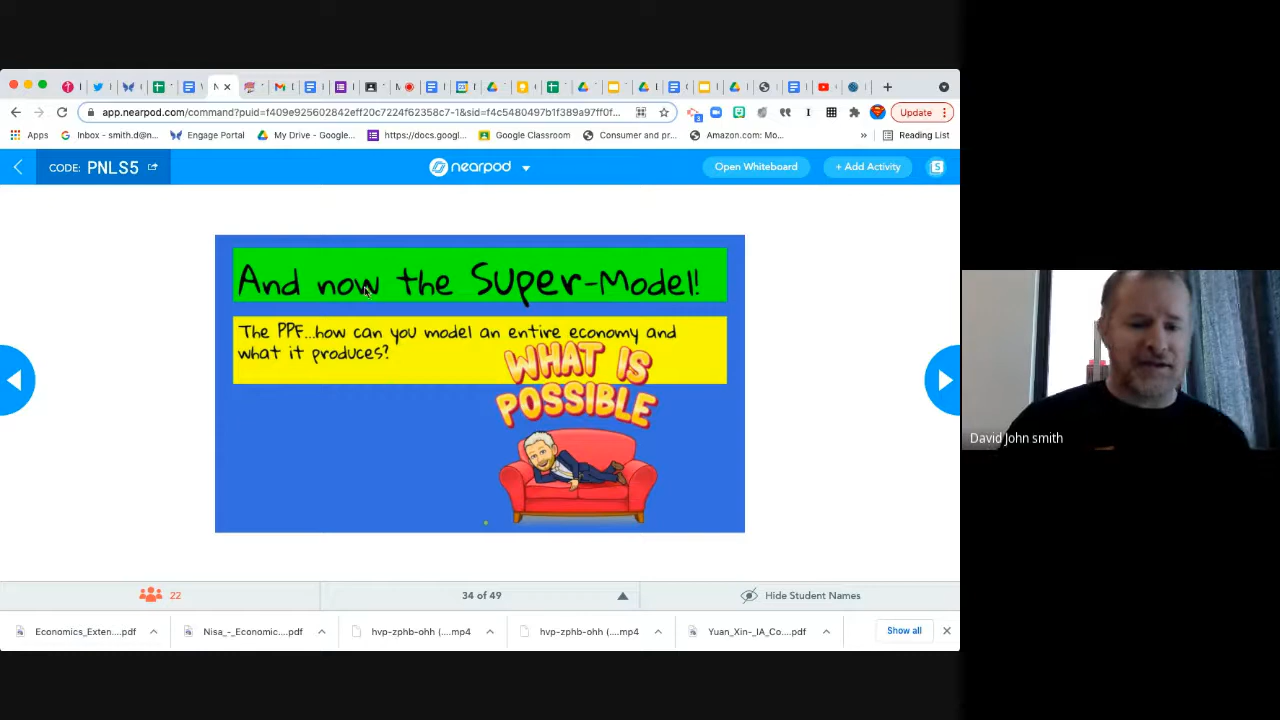 app.nearpod.com/command?puid=f409e925602842eff20c7224f62358c7-1&sid=f4c5480497b1f389a97ff0f...
Update
Apps
Inbox - smith.d@n...
Engage Portal
My Drive - Google...
https://docs.googl...
Google Classroom
Consumer and pr...
Amazon.com: Mo...
»
Reading List
CODE: PNLS5
nearpod
Open Whiteboard
+ Add Activity
S
And now the Super-Model!
The PPF...how can you model an entire economy and
what it produces?
WHAT IS
POSSIBLE
David John smith
22
34 of 49
Hide Student Names
Economics_Exten....pdf
Nisa_-_Economic....pdf
hvp-zphb-ohh (....mp4
hvp-zphb-ohh (....mp4
Yuan_Xin-_IA_Co....pdf
Show all